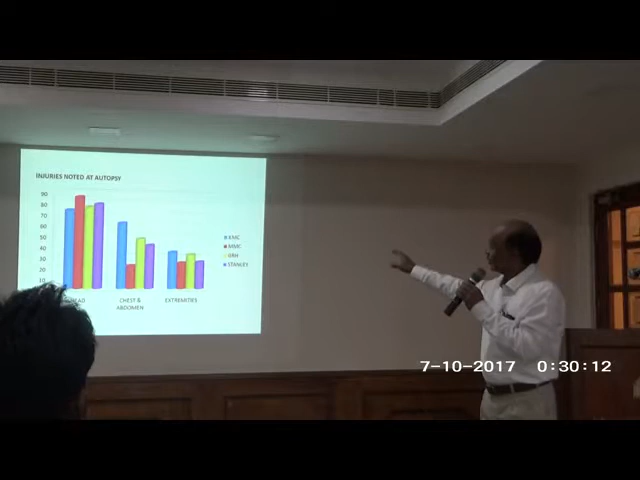 INJURIES NOTED AT AUTOPSY
90
80
70
60
50
40
30
20
10
CHEST &
ABDOMEN
EXTREMITIES
KMC
MMC
GRH
STANLEY
7-10-2017 0:30:12